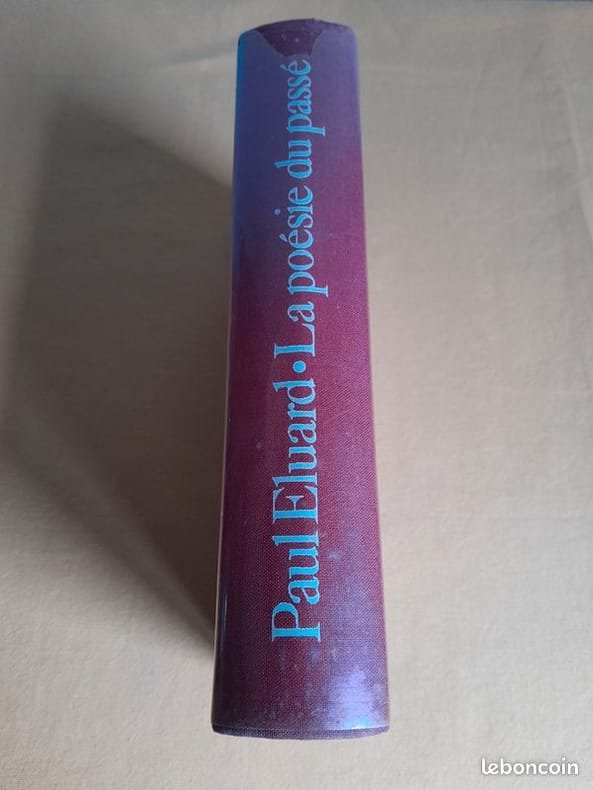 Paul Eluard • La poésie du passé
leboncoin